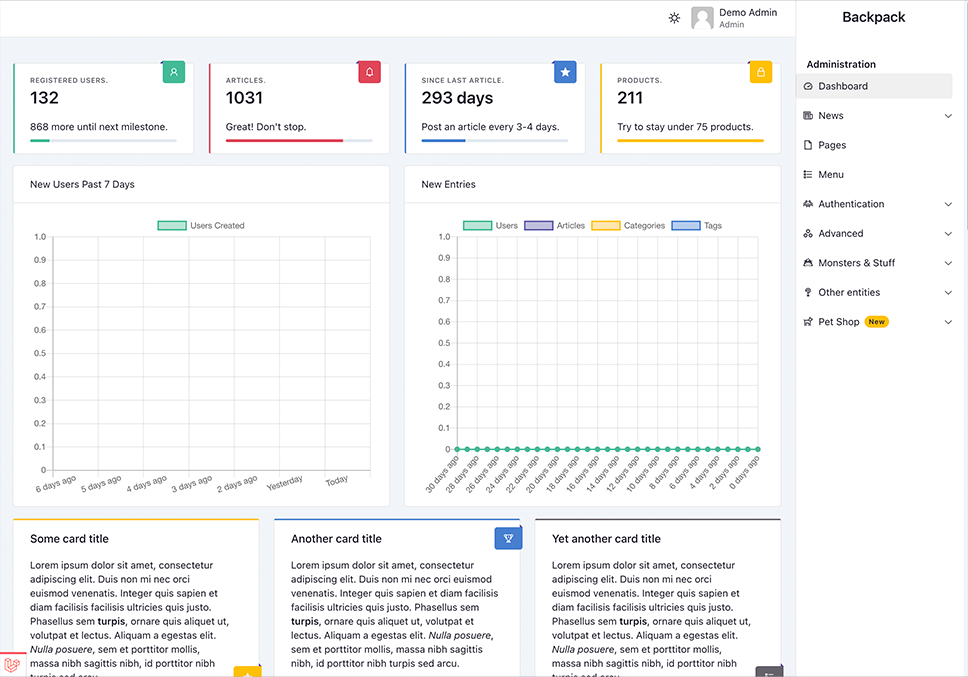 Demo Admin
Admin
Backpack
Administration
Dashboard
News
Pages
Menu
Authentication
Advanced
Monsters & Stuff
Other entities
Pet Shop New
REGISTERED USERS.
132
868 more until next milestone.
ARTICLES.
1031
Great! Don't stop.
SINCE LAST ARTICLE.
293 days
Post an article every 3-4 days.
PRODUCTS.
211
Try to stay under 75 products.
New Users Past 7 Days
Users Created
1.0
0.9
0.8
0.7
0.6
0.5
0.4
0.3
0.2
0.1
0
6 days ago
5 days ago
4 days ago
3 days ago
2 days ago
Yesterday
Today
New Entries
Users Articles Categories Tags
1.0
0.9
0.8
0.7
0.6
0.5
0.4
0.3
0.2
0.1
0
30 days ago
28 days ago
26 days ago
24 days ago
22 days ago
20 days ago
18 days ago
16 days ago
14 days ago
12 days ago
10 days ago
8 days ago
6 days ago
4 days ago
2 days ago
0 days ago
Some card title
Lorem ipsum dolor sit amet, consectetur
adipiscing elit. Duis non mi nec orci
euismod venenatis. Integer quis sapien et
diam facilisis facilisis ultricies quis justo.
Phasellus sem turpis, ornare quis aliquet ut,
volutpat et lectus. Aliquam a egestas elit.
Nulla posuere, sem et porttitor mollis,
massa nibh sagittis nibh, id porttitor nibh
turpis sed arcu.
Another card title
Lorem ipsum dolor sit amet, consectetur
adipiscing elit. Duis non mi nec orci euismod
venenatis. Integer quis sapien et diam
facilisis facilisis ultricies quis justo. Phasellus sem
turpis, ornare quis aliquet ut, volutpat et
lectus. Aliquam a egestas elit. Nulla posuere,
sem et porttitor mollis, massa nibh sagittis
nibh, id porttitor nibh turpis sed arcu.
Yet another card title
Lorem ipsum dolor sit amet, consectetur
adipiscing elit. Duis non mi nec orci
euismod venenatis. Integer quis sapien et
diam facilisis facilisis ultricies quis justo.
Phasellus sem turpis, ornare quis aliquet ut,
volutpat et lectus. Aliquam a egestas elit.
Nulla posuere, sem et porttitor mollis,
massa nibh sagittis nibh, id porttitor nibh
turpis sed arcu.